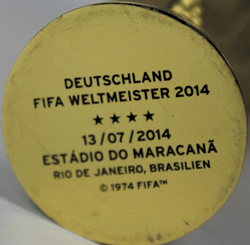 DEUTSCHLAND
FIFA WELTMEISTER 2014
★ ★ ★ ★
13/07/2014
ESTÁDIO DO MARACANÃ
RIO DE JANEIRO, BRASILIEN
© 1974 FIFA™